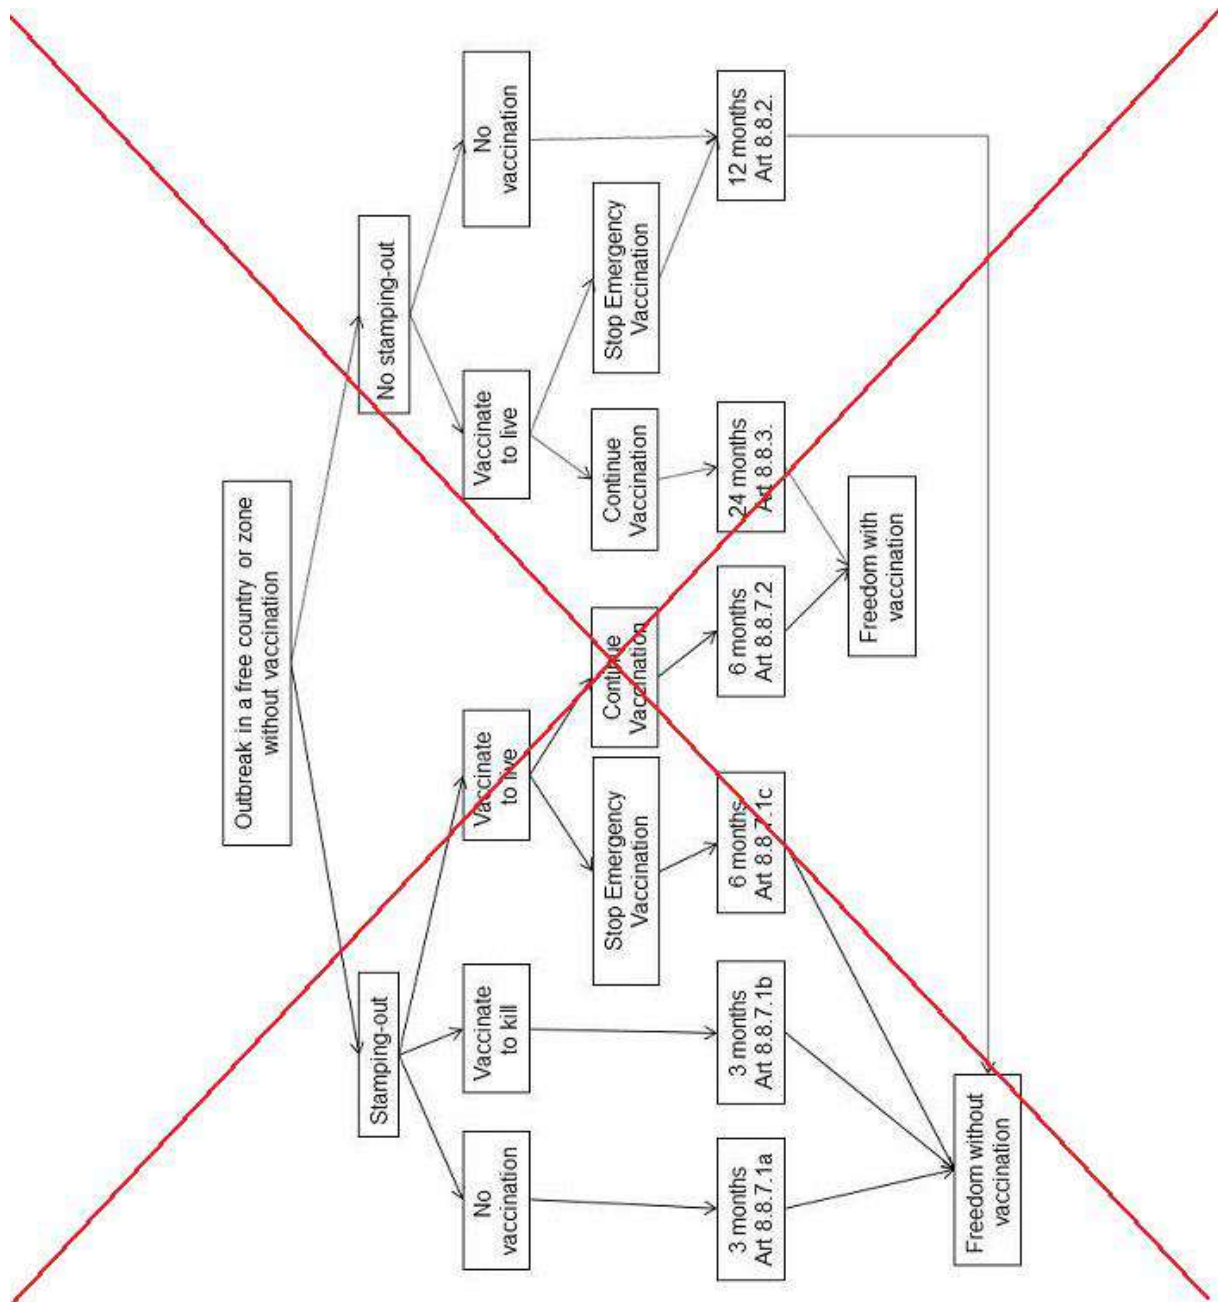 Outbreak in a free country or zone
without vaccination
Stamping-out
No stamping-out
No
vaccination
Vaccinate
to kill
Vaccinate
to live
Vaccinate
to live
No
vaccination
Stop Emergency
Vaccination
Continue
Vaccination
Continue
Vaccination
Stop Emergency
Vaccination
3 months
Art 8.8.7.1a
3 months
Art 8.8.7.1b
6 months
Art 8.8.7.1c
6 months
Art 8.8.7.2
24 months
Art 8.8.3.
12 months
Art 8.8.2.
Freedom with
vaccination
Freedom without
vaccination